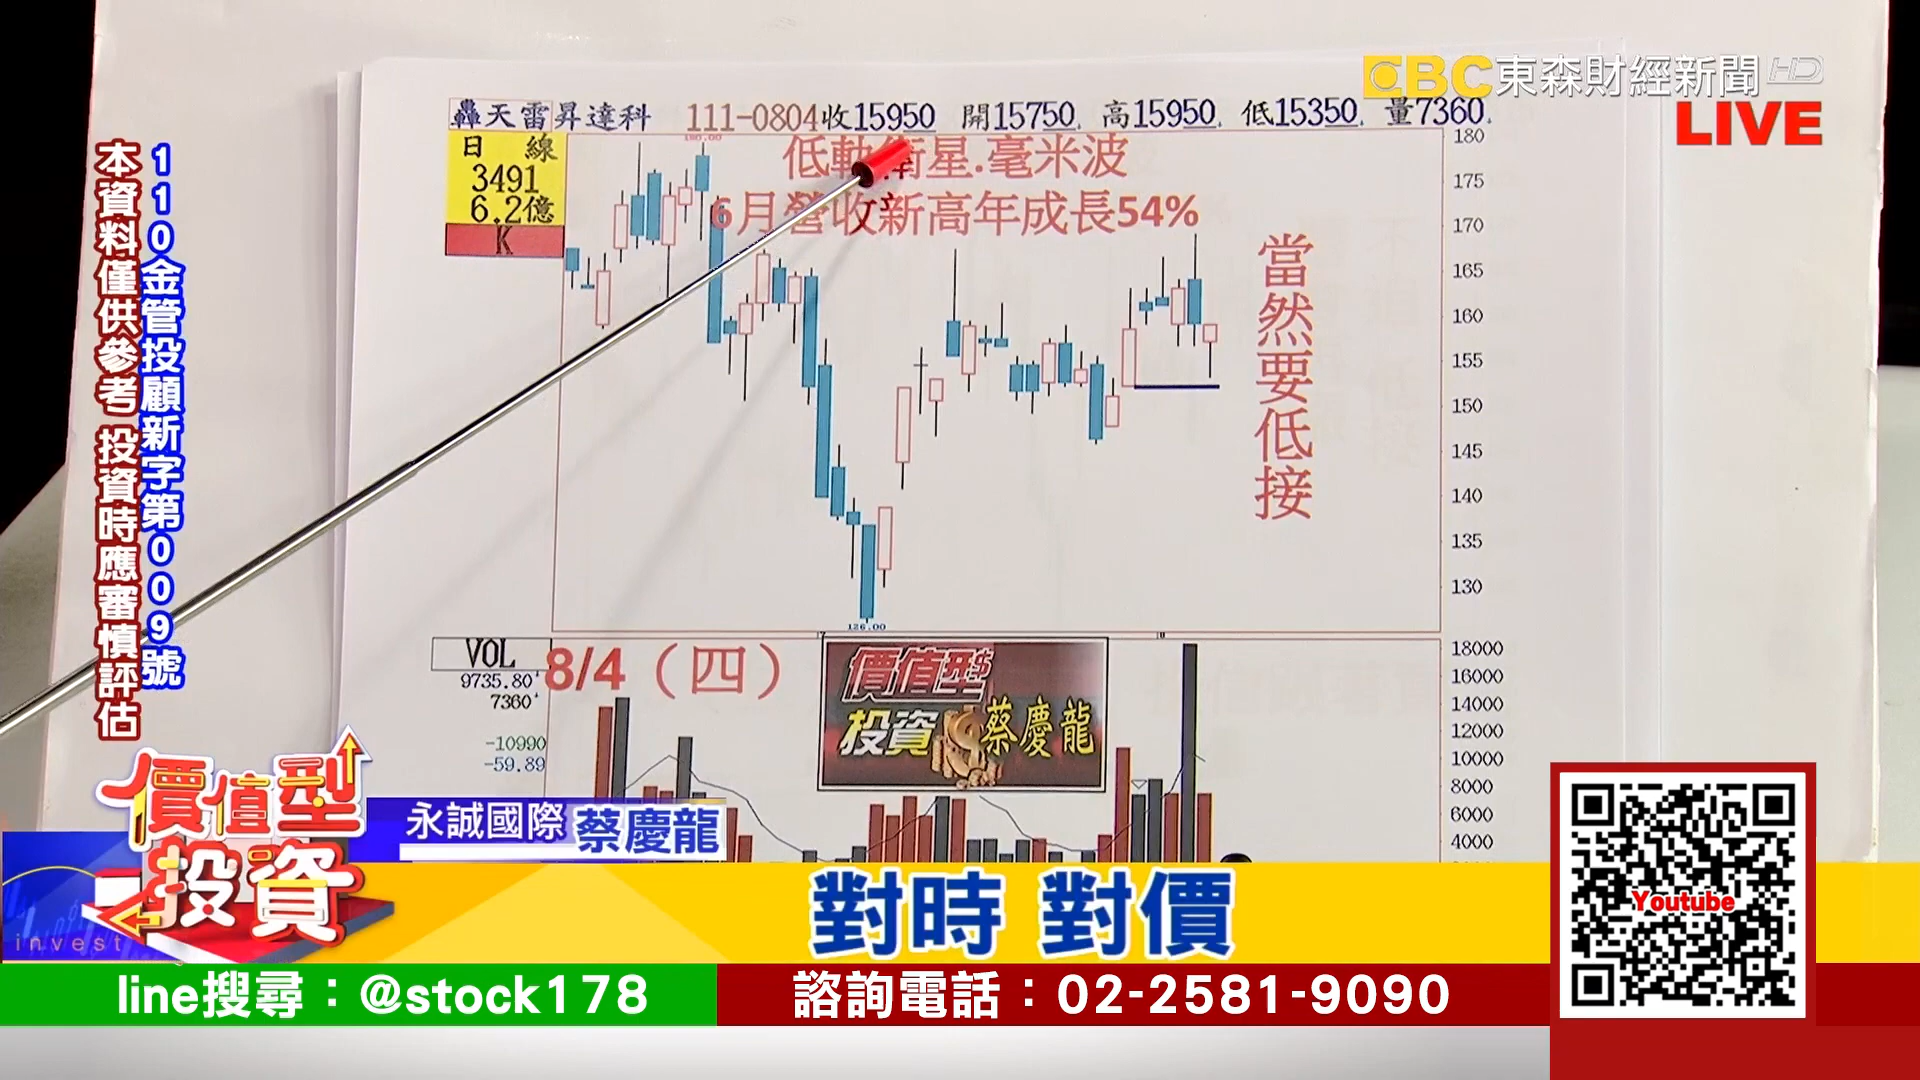 EBC東森財經新聞HD
LIVE
轟天雷昇達科 111-0804收15950 開15750 高15950 低15350 量7360
日 線
3491
6.2億
K
180.00
低軌衛星.毫米波
6月營收新高年成長54%
當然要低接
180
175
170
165
160
155
150
145
140
135
130
126.00
7
8
VOL
9735.80
7360
-10990
-59.89
8/4（四）
價值型
投資
蔡慶龍
18000
16000
14000
12000
10000
8000
6000
4000
110金管投顧新字第009號
本資料僅供參考 投資時應審慎評估
價值型
投資
invest
永誠國際 蔡慶龍
對時 對價
Youtube
line搜尋：@stock178
諮詢電話：02-2581-9090